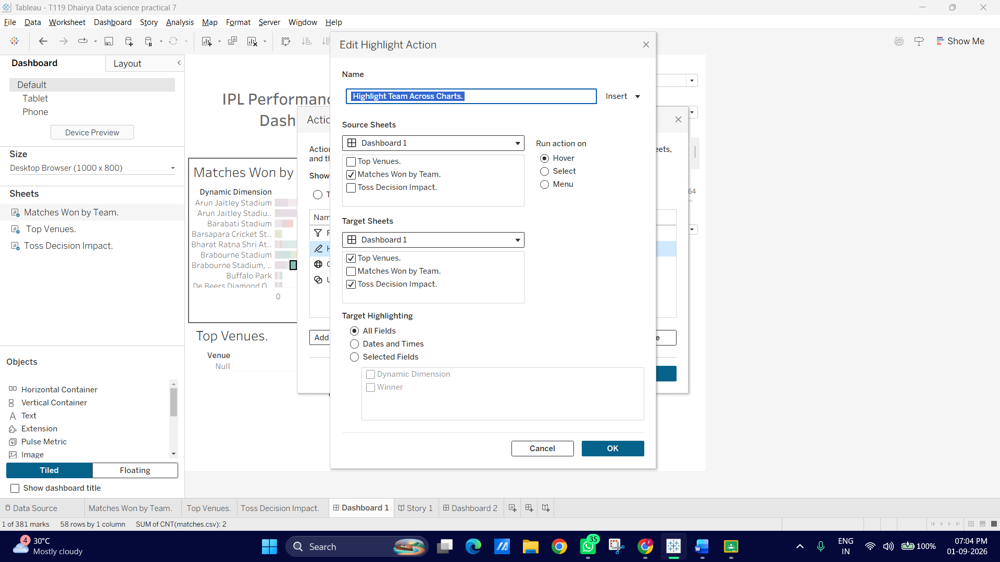 Tableau - T119 Dhairya Data science practical 7
File Data Worksheet Dashboard Story Analysis Map Format Server Window Help
Show Me
Dashboard
Layout
Default
Tablet
Phone
Device Preview
Size
Desktop Browser (1000 x 800)
Sheets
Matches Won by Team.
Top Venues.
Toss Decision Impact.
Objects
Horizontal Container
Vertical Container
Text
Extension
Pulse Metric
Image
Tiled
Floating
Show dashboard title
IPL
Dash
Matches Won by
Dynamic Dimension
Arun Jaitley Stadium
Arun Jaitley Stadiu..
Barabati Stadium
Barsapara Cricket St..
Bharat Ratna Shri At..
Brabourne Stadium
Brabourne Stadium, ..
Buffalo Park
De Beers Diamond O..
0
Top Venues.
Venue
Null
and
Add
64
Edit Highlight Action
Name
Highlight Team Across Charts.
Insert
Source Sheets
Dashboard 1
Top Venues.
Matches Won by Team.
Toss Decision Impact.
Run action on
Hover
Select
Menu
Target Sheets
Dashboard 1
Top Venues.
Matches Won by Team.
Toss Decision Impact.
Target Highlighting
All Fields
Dates and Times
Selected Fields
Dynamic Dimension
Winner
Cancel
OK
Data Source
Matches Won by Team.
Top Venues.
Toss Decision Impact.
Dashboard 1
Story 1
Dashboard 2
1 of 381 marks 58 rows by 1 column SUM of CNT(matches.csv): 2
4
30°C
Mostly cloudy
Search
35
F
ENG
IN
100%
07:04 PM
01-09-2026